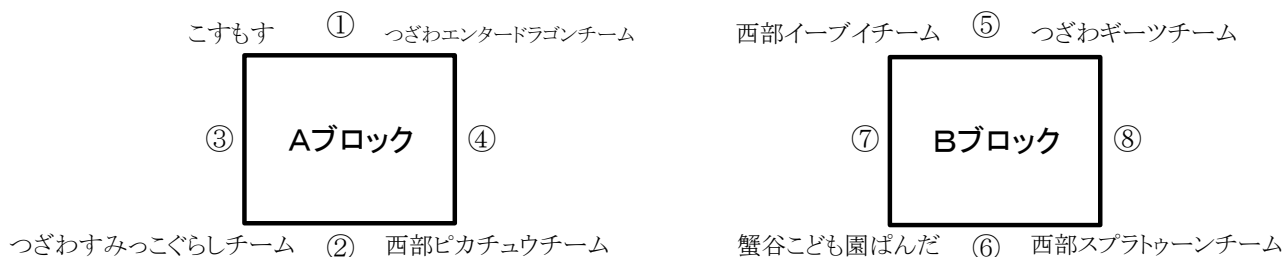 こすもす ① つざわエンタードラゴンチーム
③ Aブロック ④
つざわすみっこぐらしチーム ② 西部ピカチュウチーム
西部イーブイチーム ⑤ つざわギーツチーム
⑦ Bブロック ⑧
蟹谷こども園ぱんだ ⑥ 西部スプラトゥーンチーム